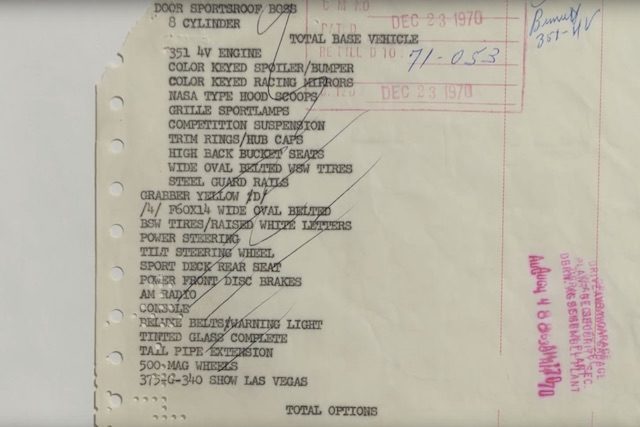 DOOR SPORTSROOF BOSS
8 CYLINDER
TOTAL BASE VEHICLE
351 4V ENGINE
COLOR KEYED SPOILER/BUMPER
COLOR KEYED RACING MIRRORS
NASA TYPE HOOD SCOOPS
GRILLE SPORTLAMPS
COMPETITION SUSPENSION
TRIM RINGS/HUB CAPS
HIGH BACK BUCKET SEATS
WIDE OVAL BELTED WSW TIRES
STEEL GUARD RAILS
GRABBER YELLOW /D/
/4/ F60X14 WIDE OVAL BELTED
BSW TIRES/RAISED WHITE LETTERS
POWER STEERING
TILT STEERING WHEEL
SPORT DECK REAR SEAT
POWER FRONT DISC BRAKES
AM RADIO
CONSOLE
DELUXE BELTS/WARNING LIGHT
TINTED GLASS COMPLETE
TAIL PIPE EXTENSION
500 MAG WHEELS
375-G-340 SHOW LAS VEGAS
TOTAL OPTIONS
DEC 23 1970
71-053
DEC 23 1970
351-4V